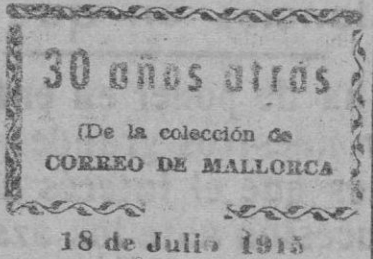 30 años atrás
(De la colección de
CORREO DE MALLORCA
18 de Julio 1915